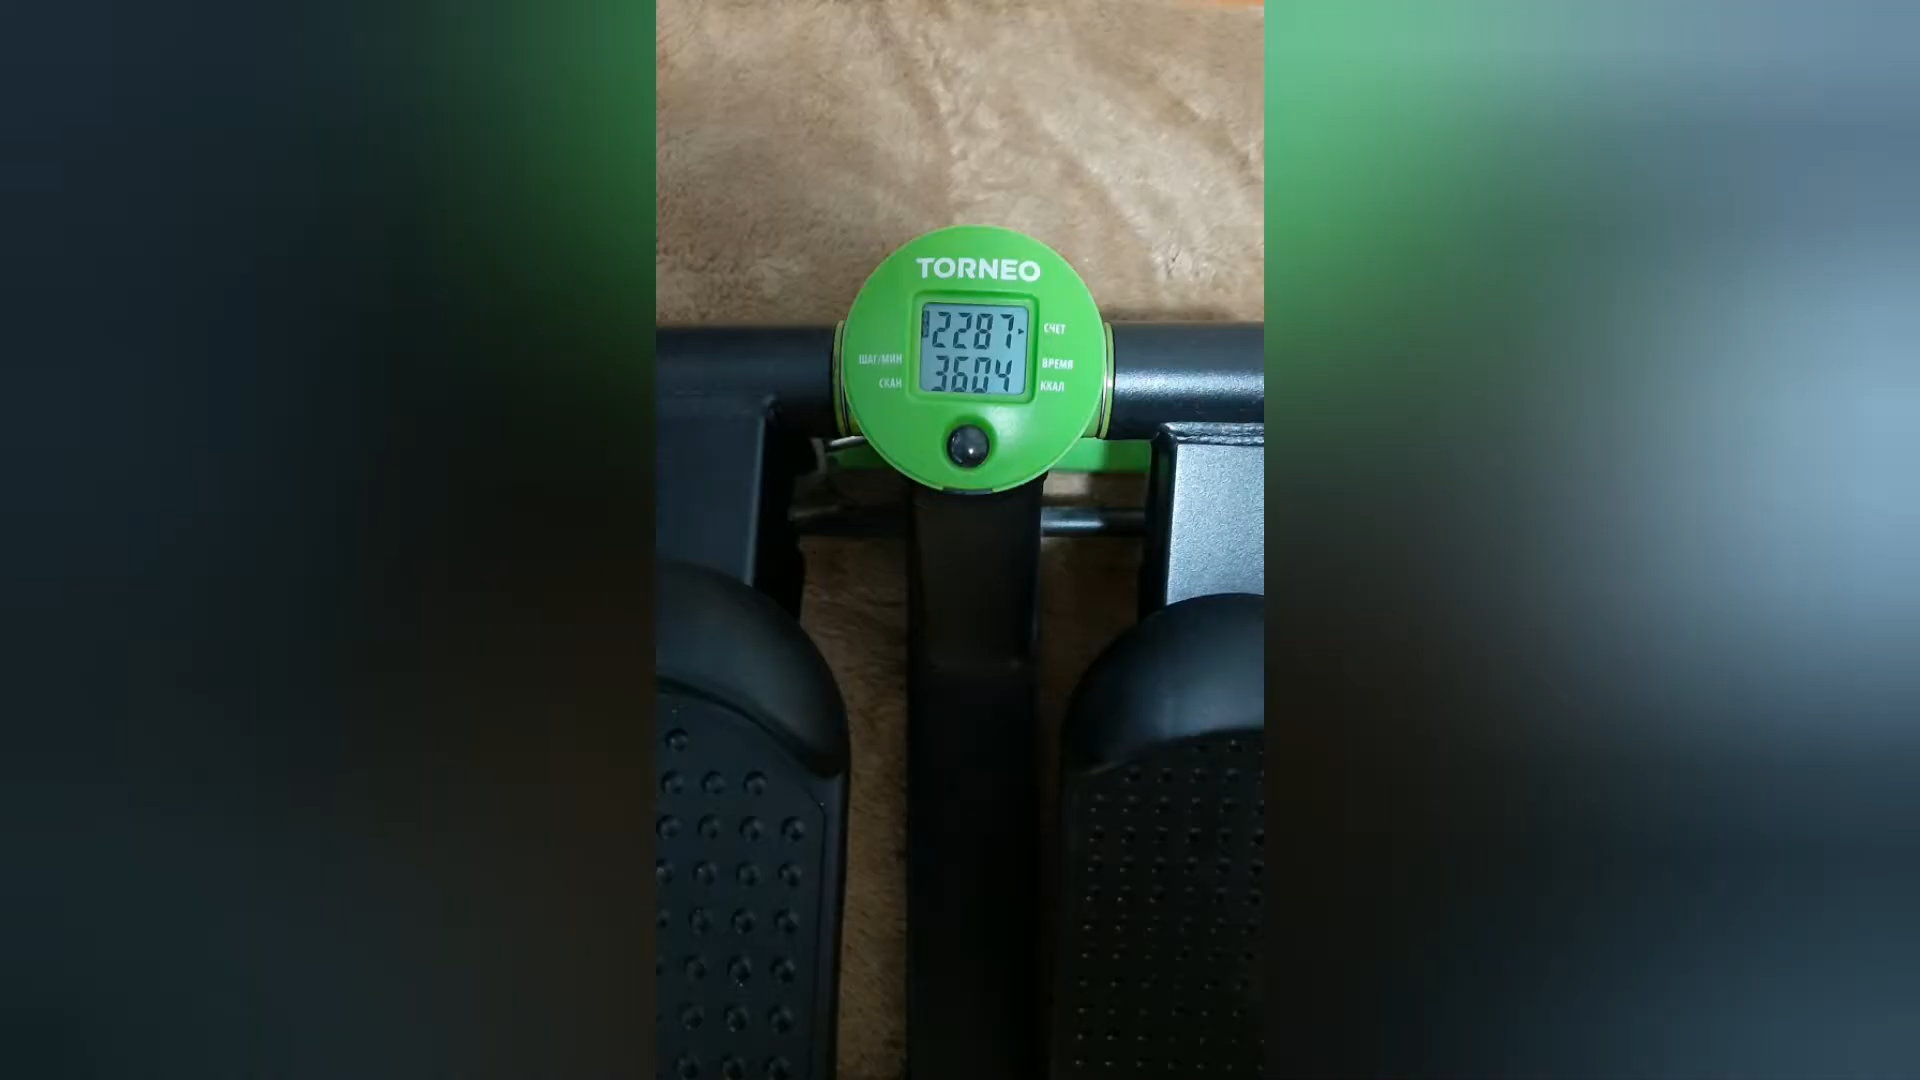 TORNEO
2287
СЧЕТ
ШАГ/МИН
3604
ВРЕМЯ
СКАН
ККАЛ